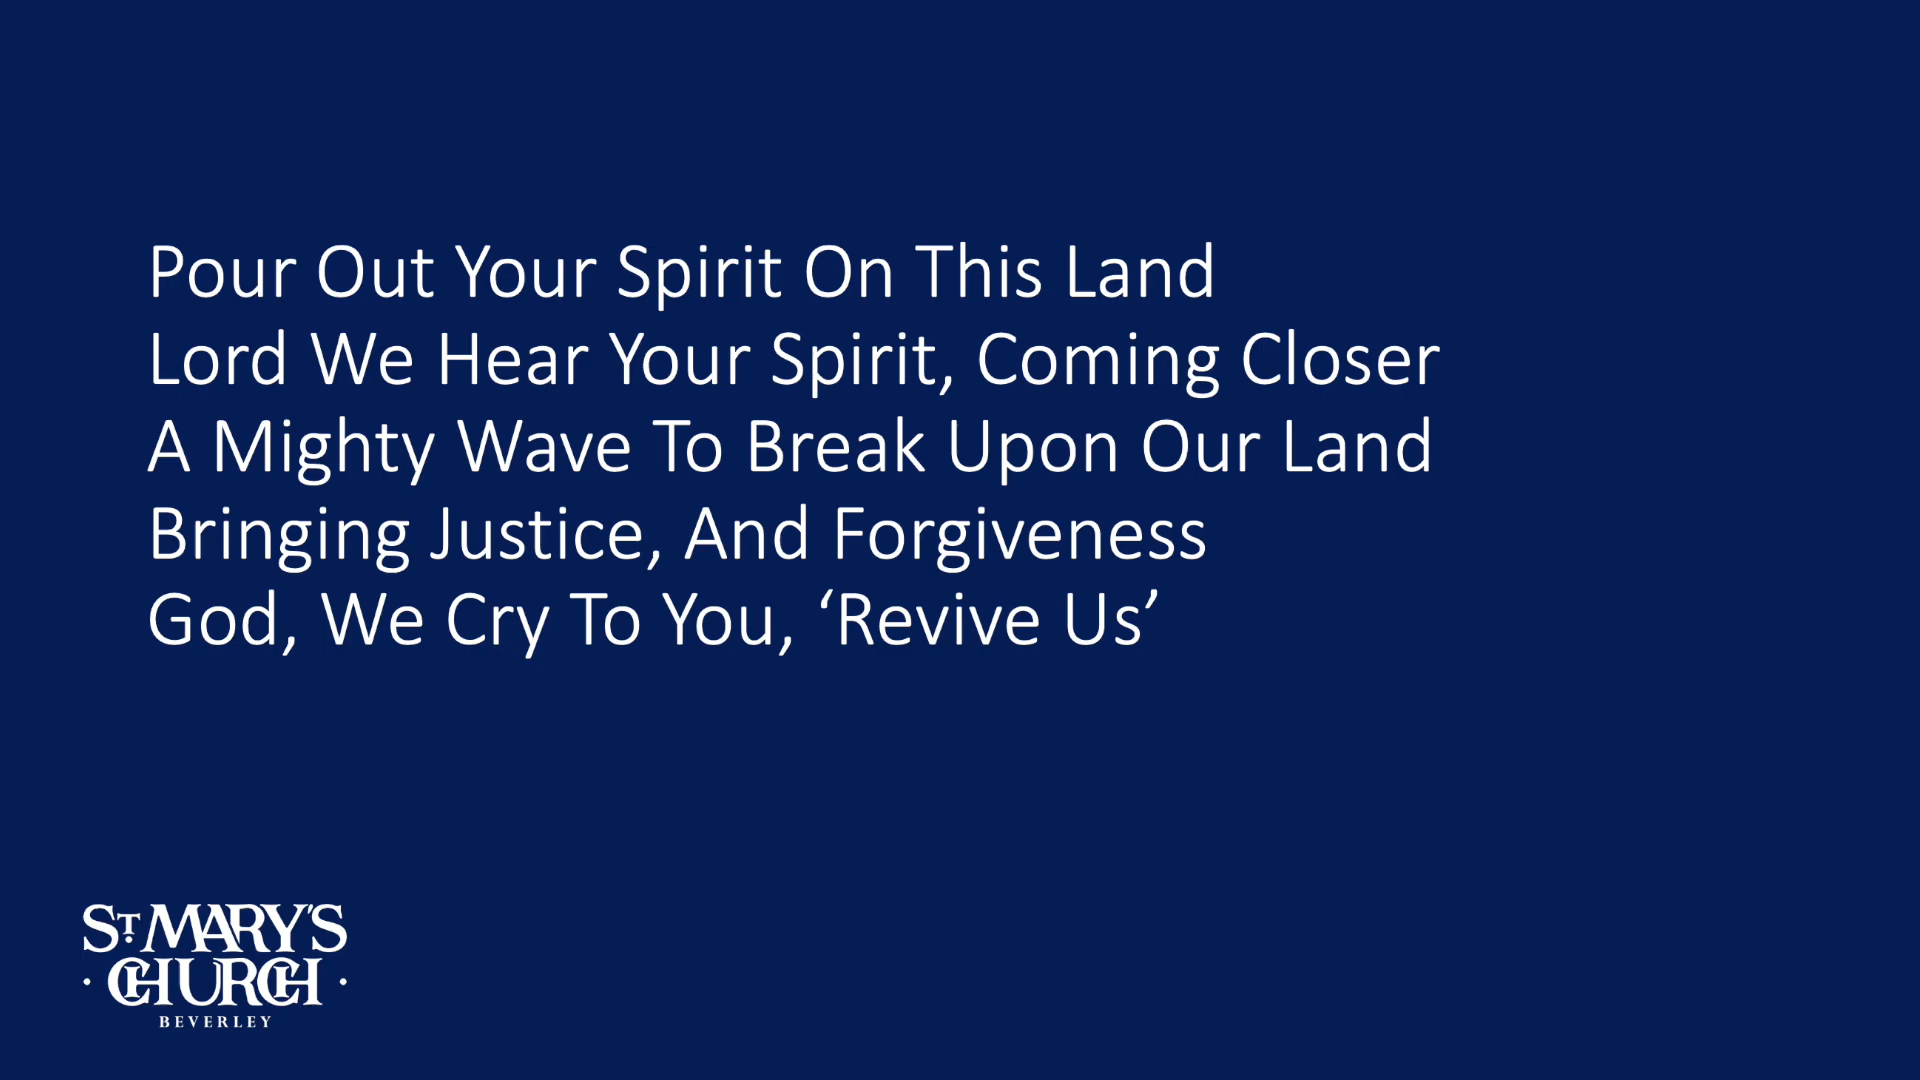 Pour Out Your Spirit On This Land
Lord We Hear Your Spirit, Coming Closer
A Mighty Wave To Break Upon Our Land
Bringing Justice, And Forgiveness
God, We Cry To You, ‘Revive Us’
ST. MARY'S
· CHURCH ·
BEVERLEY